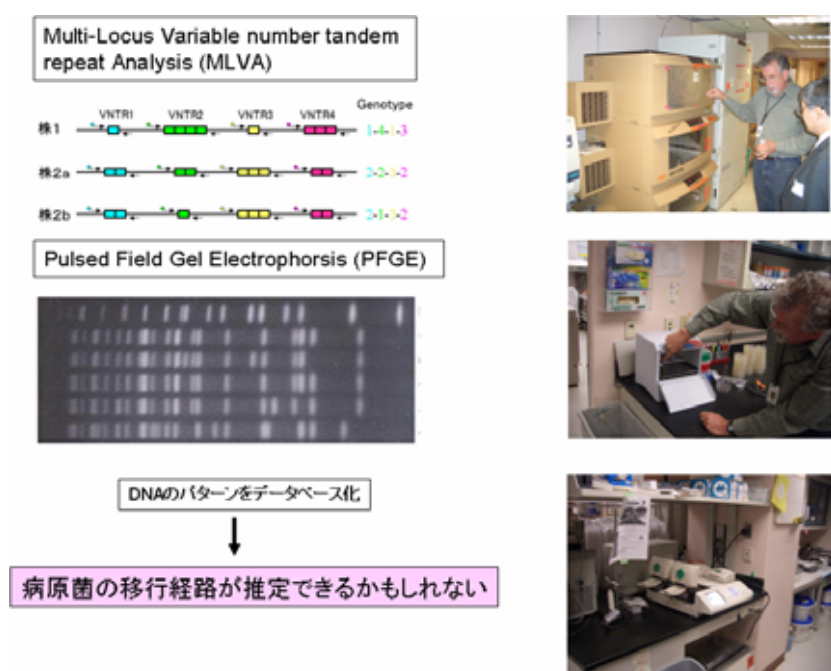 Multi-Locus Variable number tandem
repeat Analysis (MLVA)
VNTR1 VNTR2 VNTR3 VNTR4 Genotype
株1 1-4-1-3
株2a 2-2-3-2
株2b 2-1-3-2
Pulsed Field Gel Electrophorsis (PFGE)
DNAのパターンをデータベース化
病原菌の移行経路が推定できるかもしれない